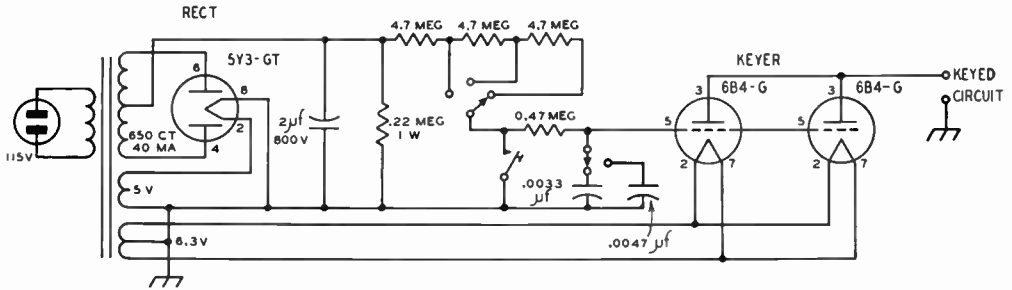 RECT
4.7 MEG 4.7 MEG 4.7 MEG
5Y3-GT
KEYER
6
8
2
4
115V
650 CT
40 MA
2µf
800V
.22 MEG
1 W
0.47 MEG
3 6B4-G
3 6B4-G
KEYED
CIRCUIT
5
5
2 7
2 7
5V
.0033
µf
.0047 µf
6.3V